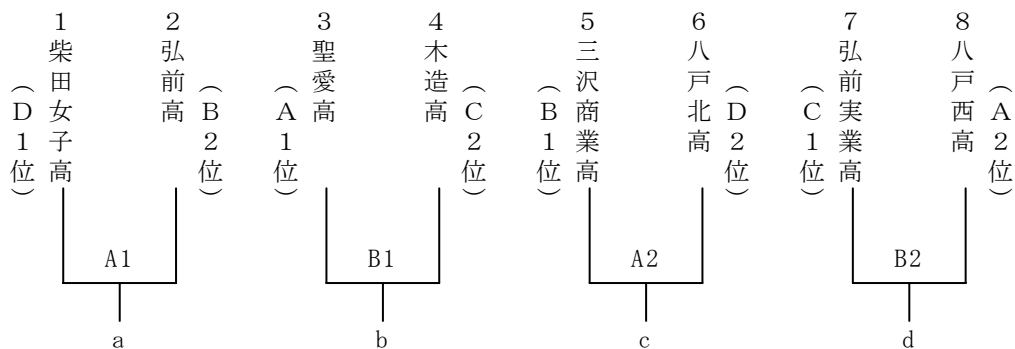 1柴田女子高
(D1位)
2弘前高
(B2位)
3聖愛高
(A1位)
4木造高
(C2位)
5三沢商業高
(B1位)
6八戸北高
(D2位)
7弘前実業高
(C1位)
8八戸西高
(A2位)
A1
B1
A2
B2
a
b
c
d